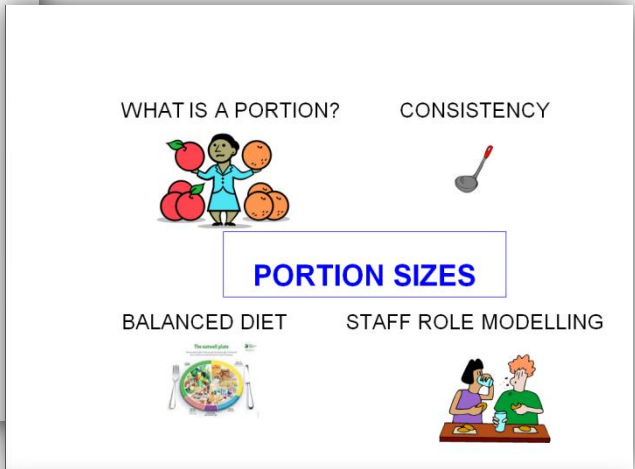 WHAT IS A PORTION?
CONSISTENCY
PORTION SIZES
BALANCED DIET
STAFF ROLE MODELLING
The eatwell plate